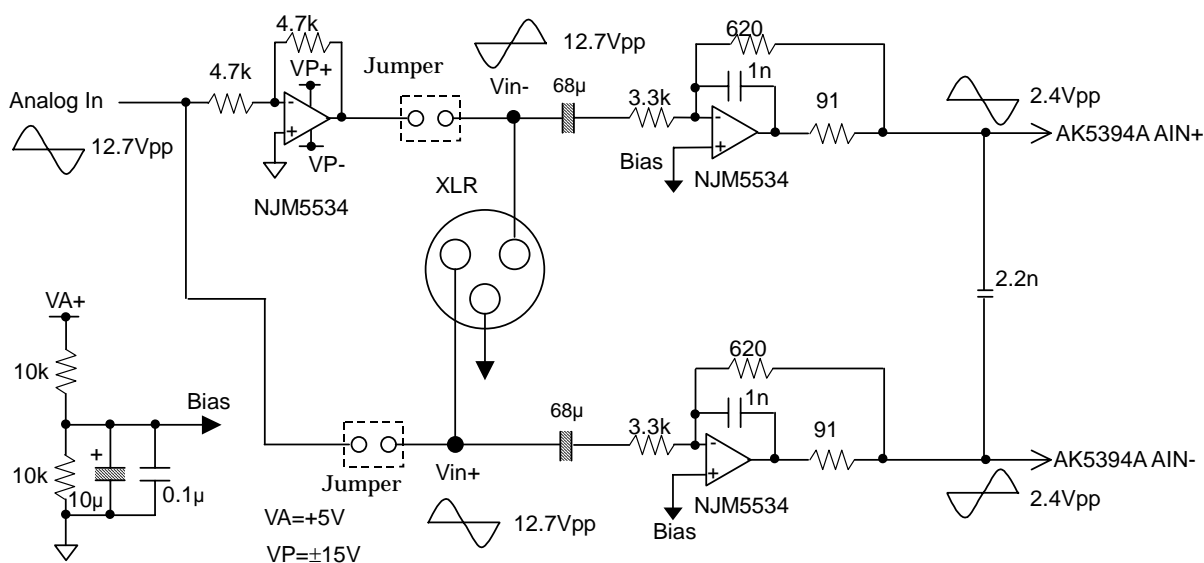 4.7k
620
12.7Vpp
VP+
Jumper
Vin-
1n
4.7k
68µ
3.3k
91
2.4Vpp
Analog In
-
+
-
+
AK5394A AIN+
12.7Vpp
VP-
Bias
NJM5534
NJM5534
XLR
2.2n
VA+
10k
620
Bias
68µ
1n
3.3k
91
+
-
+
10k
10µ
0.1µ
Vin+
AK5394A AIN-
Jumper
NJM5534
2.4Vpp
VA=+5V
12.7Vpp
Bias
VP=±15V